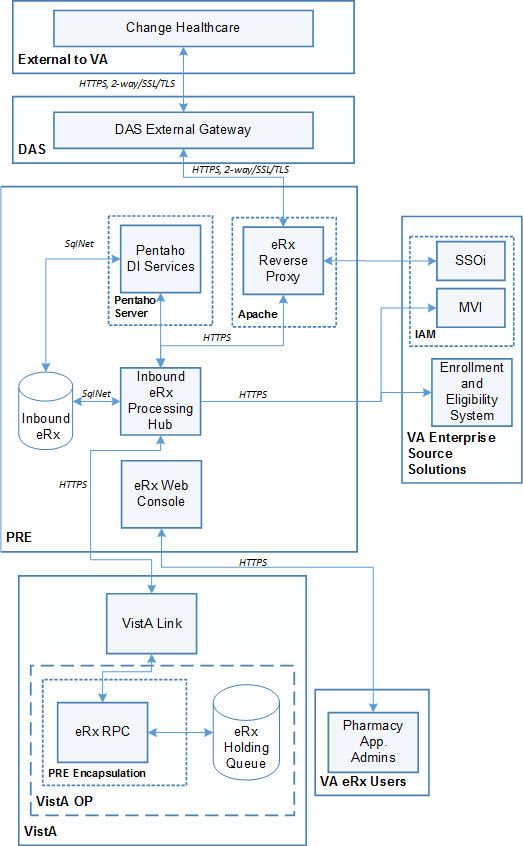 Change Healthcare
External to VA
HTTPS, 2-way/SSL/TLS
DAS External Gateway
DAS
HTTPS, 2-way/SSL/TLS
SqlNet
Pentaho
DI Services
Pentaho
Server
eRx
Reverse
Proxy
Apache
SSOi
MVI
IAM
HTTPS
Inbound
eRx
SqlNet
Inbound
eRx
Processing
Hub
HTTPS
Enrollment
and
Eligibility
System
VA Enterprise
Source
Solutions
HTTPS
eRx Web
Console
PRE
HTTPS
VistA Link
eRx RPC
PRE Encapsulation
eRx
Holding
Queue
VistA OP
VistA
Pharmacy
App.
Admins
VA eRx Users